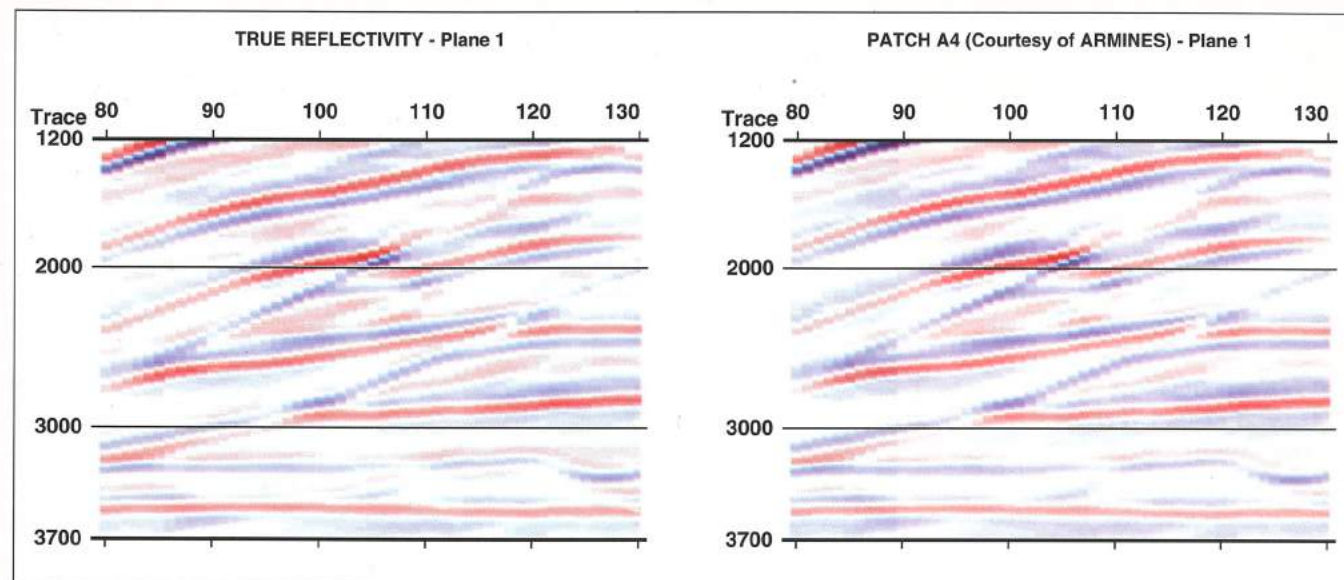 TRUE REFLECTIVITY - Plane 1
Trace 80 90 100 110 120 130
1200
2000
3000
3700
PATCH A4 (Courtesy of ARMINES) - Plane 1
Trace 80 90 100 110 120 130
1200
2000
3000
3700